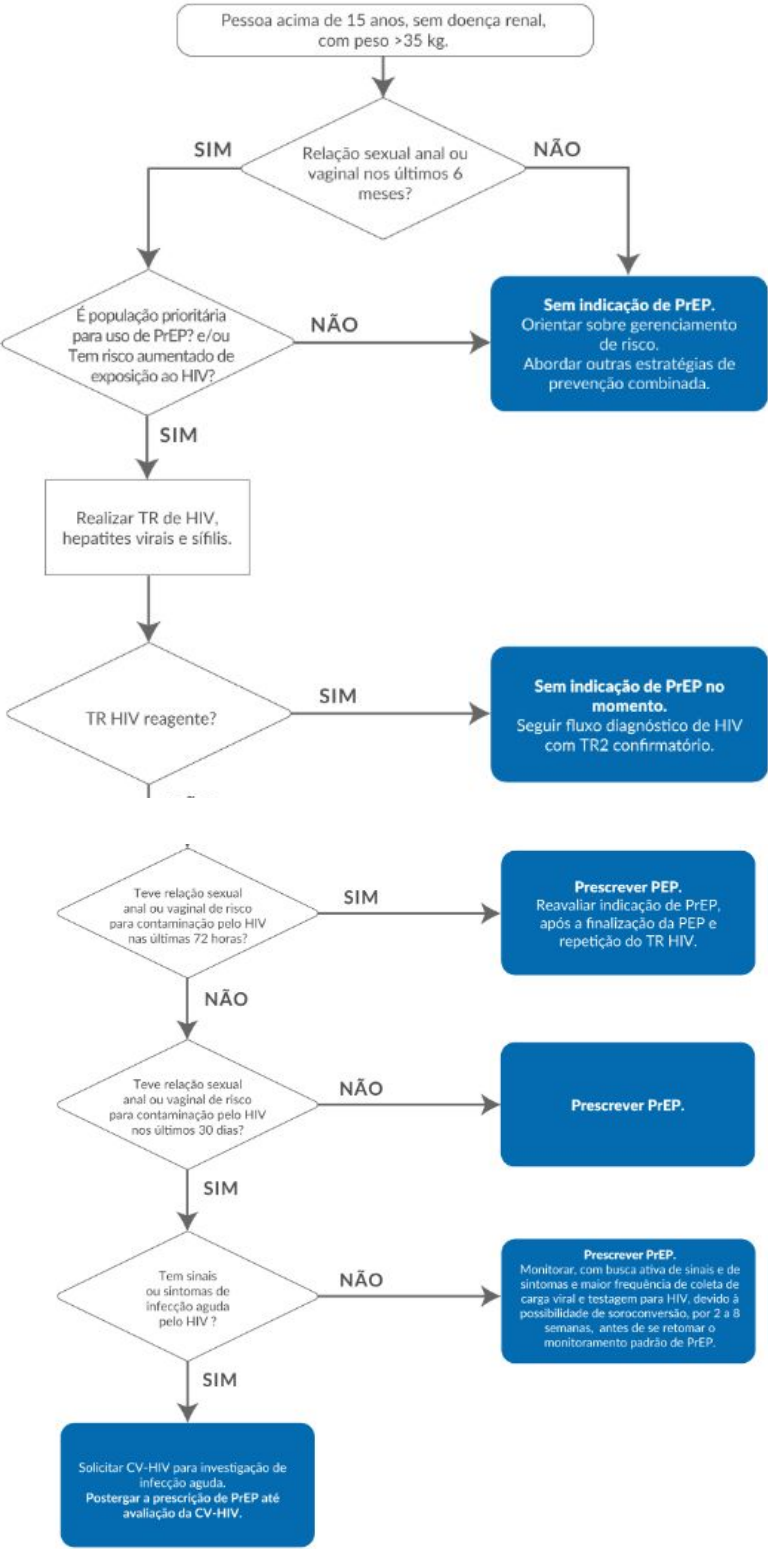 Pessoa acima de 15 anos, sem doença renal,
com peso >35 kg.
SIM
NÃO
Relação sexual anal ou
vaginal nos últimos 6
meses?
É população prioritária
para uso de PrEP? e/ou
Tem risco aumentado de
exposição ao HIV?
NÃO
Sem indicação de PrEP.
Orientar sobre gerenciamento
de risco.
Abordar outras estratégias de
prevenção combinada.
SIM
Realizar TR de HIV,
hepatites virais e sífilis.
TR HIV reagente?
SIM
Sem indicação de PrEP no
momento.
Seguir fluxo diagnóstico de HIV
com TR2 confirmatório.
Teve relação sexual
anal ou vaginal de risco
para contaminação pelo HIV
nas últimas 72 horas?
SIM
Prescrever PEP.
Reavaliar indicação de PrEP,
após a finalização da PEP e
repetição do TR HIV.
NÃO
Teve relação sexual
anal ou vaginal de risco
para contaminação pelo HIV
nos últimos 30 dias?
NÃO
Prescrever PrEP.
SIM
Tem sinais
ou sintomas de
infecção aguda
pelo HIV ?
NÃO
Prescrever PrEP.
Monitorar, com busca ativa de sinais e de
sintomas e maior frequência de coleta de
carga viral e testagem para HIV, devido à
possibilidade de soroconversão, por 2 a 8
semanas, antes de se retomar o
monitoramento padrão de PrEP.
SIM
Solicitar CV-HIV para investigação de
infecção aguda.
Postergar a prescrição de PrEP até
avaliação da CV-HIV.